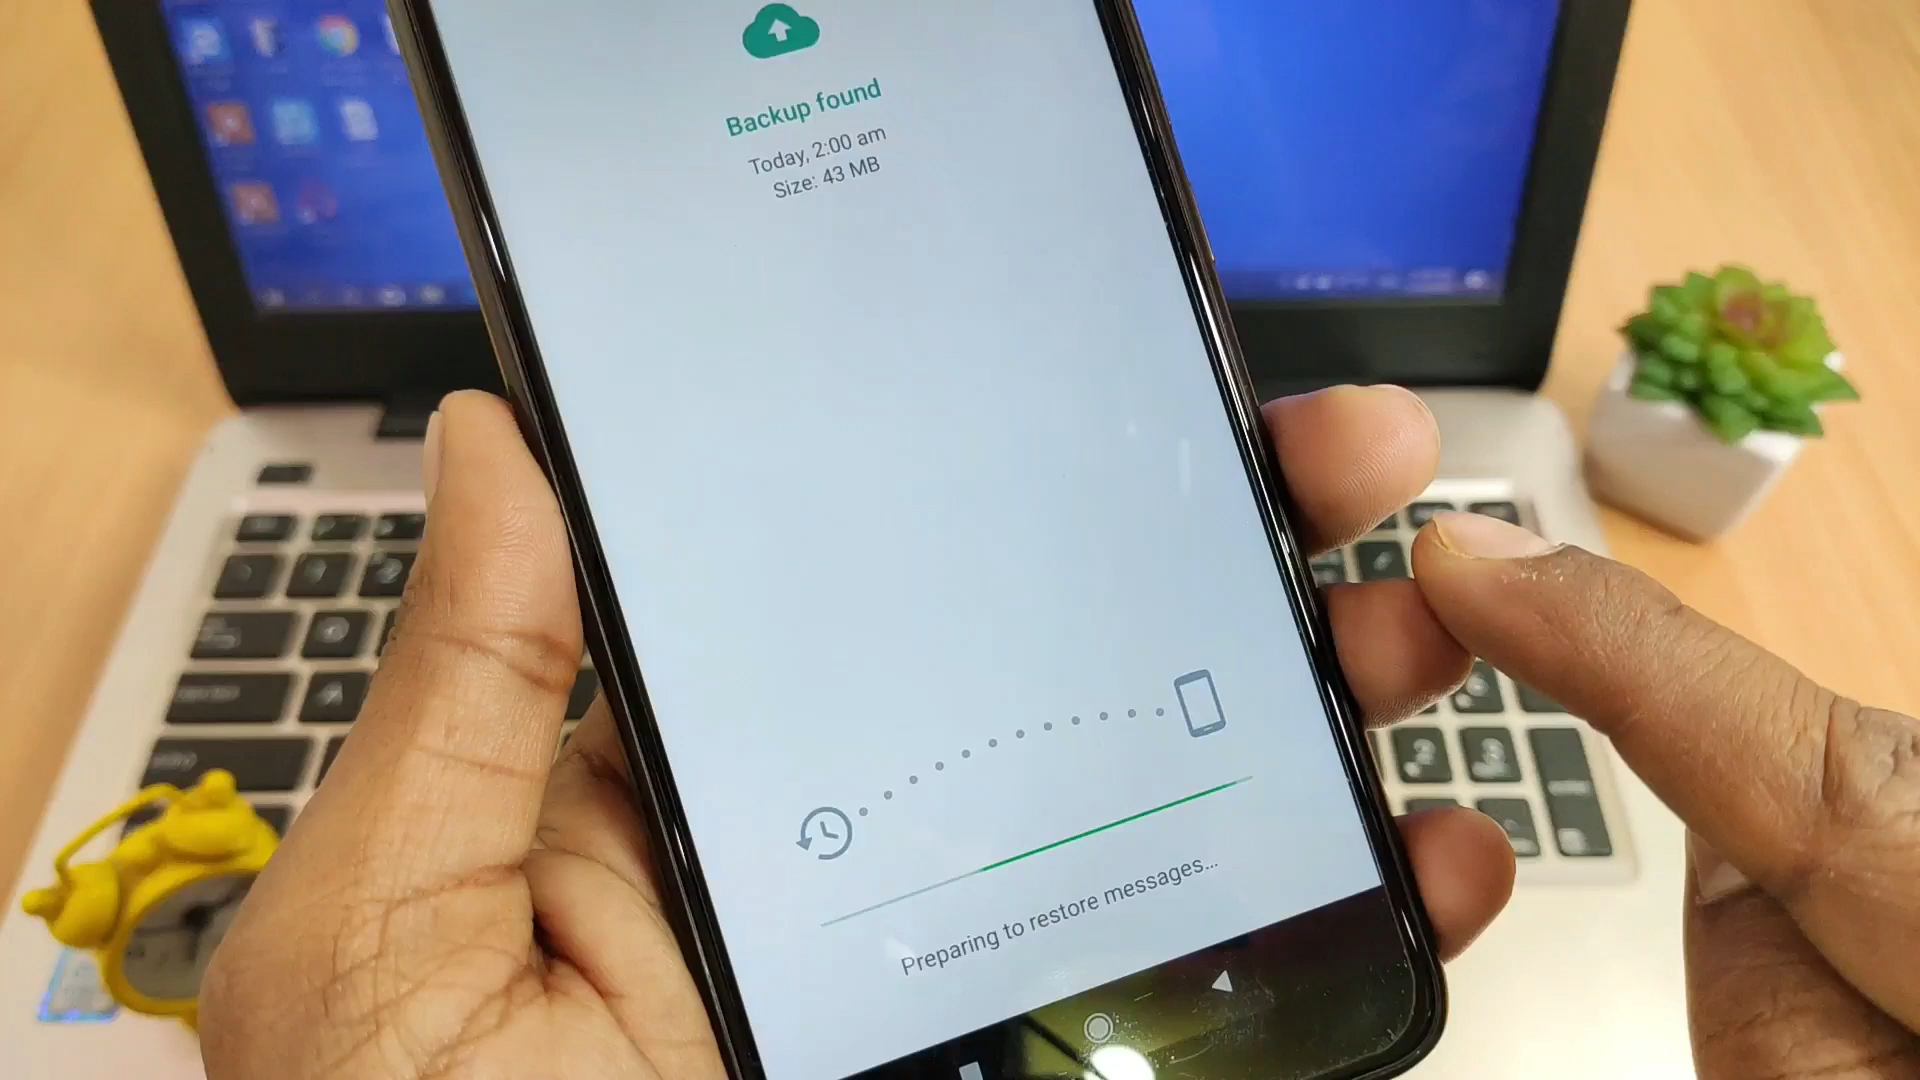 Backup found
Today, 2:00 am
Size: 43 MB
Preparing to restore messages...